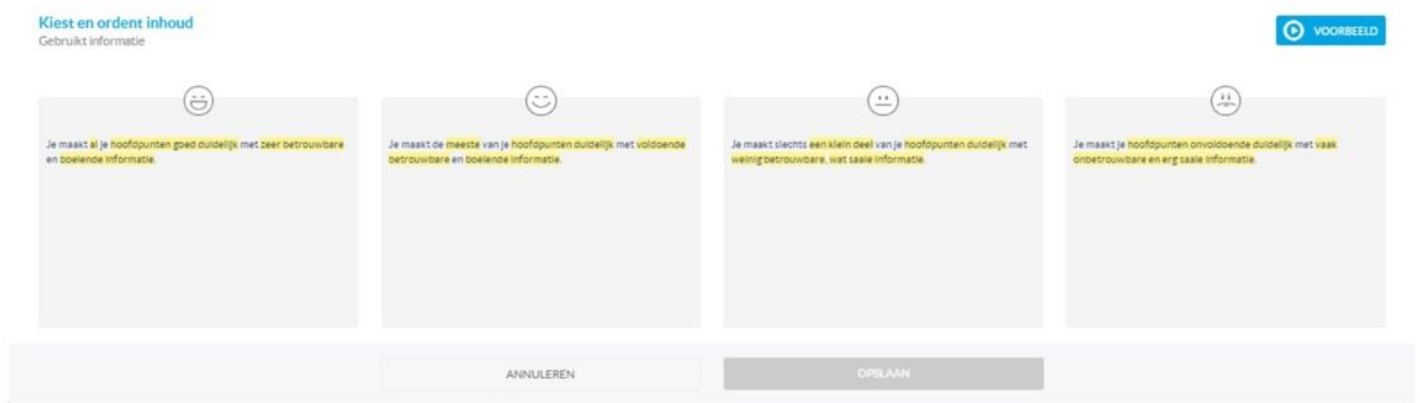 Kiest en ordent inhoud
Gebruikt informatie
VOORBEELD
Je maakt al je hoofdpunten goed duidelijk met zeer betrouwbare
en boeiende informatie.
Je maakt de meeste van je hoofdpunten duidelijk met voldoende
betrouwbare en boeiende informatie.
Je maakt slechts een klein deel van je hoofdpunten duidelijk met
weinig betrouwbare, wat saaie informatie.
Je maakt je hoofdpunten onvoldoende duidelijk met vaak
onbetrouwbare en erg saaie informatie.
ANNULEREN
OPSLAAN